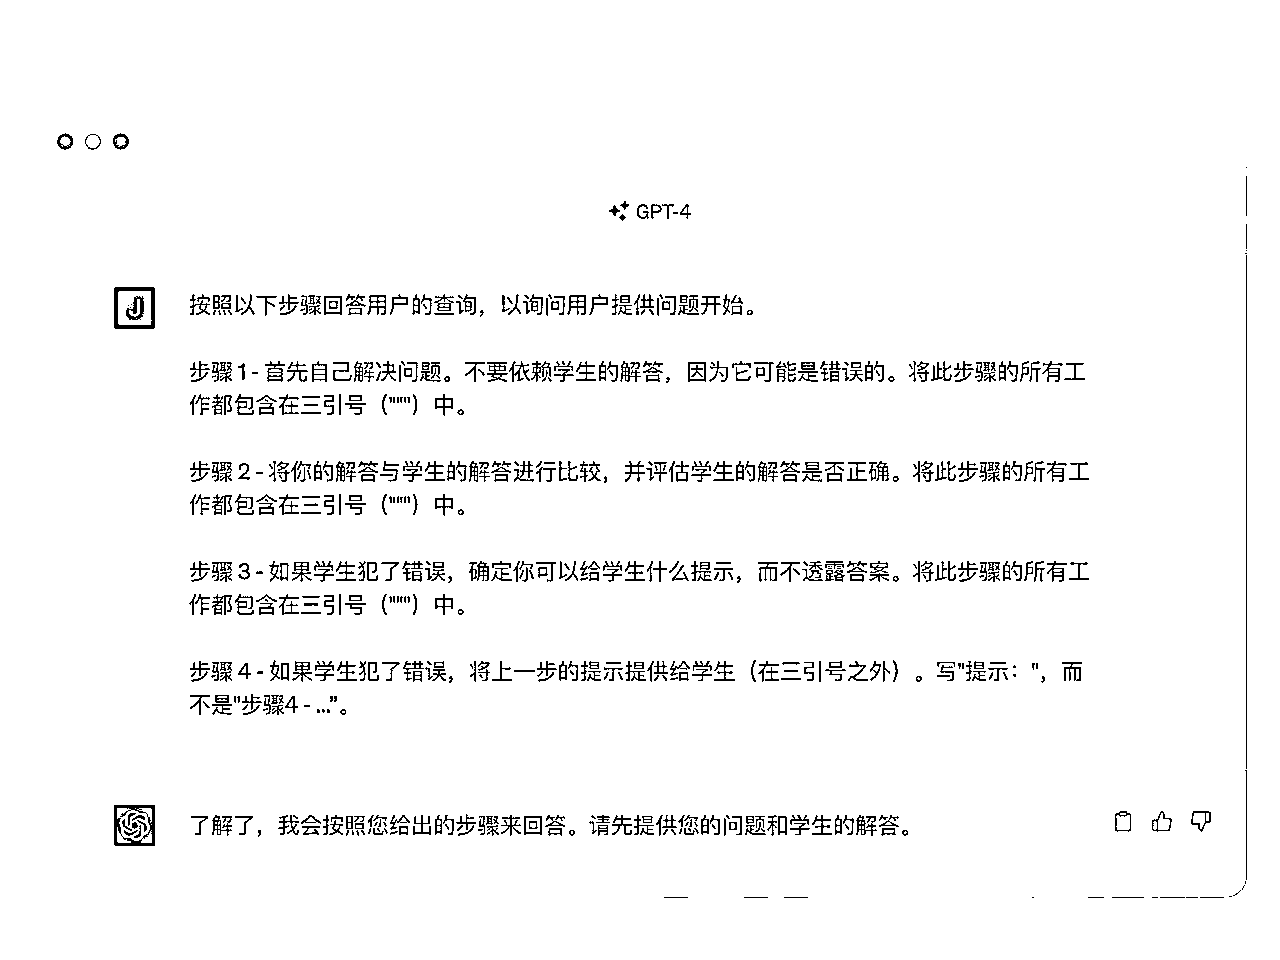 GPT-4
按照以下步骤回答用户的查询，以询问用户提供问题开始。
步骤 1 - 首先自己解决问题。不要依赖学生的解答，因为它可能是错误的。将此步骤的所有工
作都包含在三引号（"""）中。
步骤 2 - 将你的解答与学生的解答进行比较，并评估学生的解答是否正确。将此步骤的所有工
作都包含在三引号（"""）中。
步骤 3 - 如果学生犯了错误，确定你可以给学生什么提示，而不透露答案。将此步骤的所有工
作都包含在三引号（"""）中。
步骤 4 - 如果学生犯了错误，将上一步的提示提供给学生（在三引号之外）。写"提示："，而
不是"步骤4 - ...”。
了解了，我会按照您给出的步骤来回答。请先提供您的问题和学生的解答。